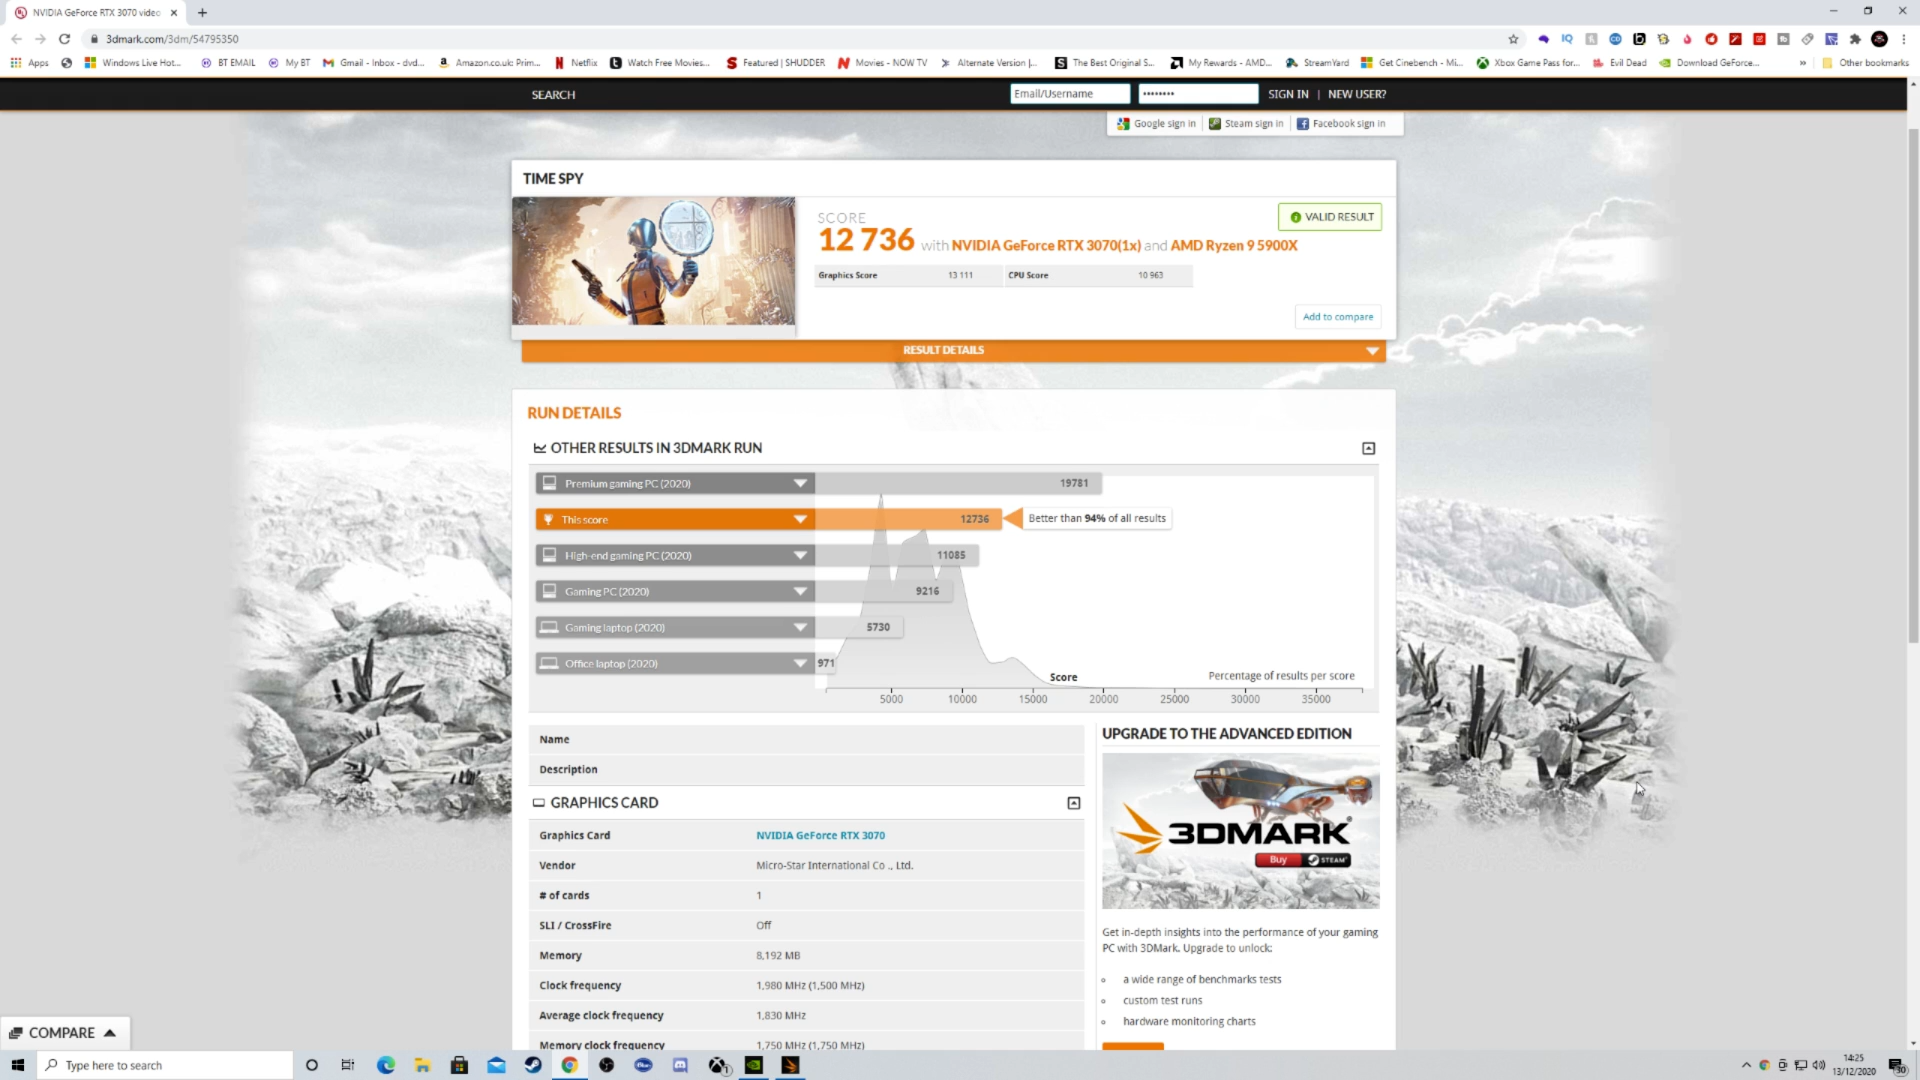 NVIDIA GeForce RTX 3070 video
3dmark.com/3dm/54795350
Apps Windows Live Hot... BT EMAIL My BT Gmail - Inbox - dvd... Amazon.co.uk: Prim... Netflix Watch Free Movies... Featured | SHUDDER Movies - NOW TV Alternate Version |... The Best Original S... My Rewards - AMD... StreamYard Get Cinebench - Mi... Xbox Game Pass for... Evil Dead Download GeForce... » Other bookmarks
SEARCH Email/Username •••••••• SIGN IN | NEW USER?
Google sign in Steam sign in Facebook sign in
TIME SPY
SCORE
VALID RESULT
12 736 with NVIDIA GeForce RTX 3070(1x) and AMD Ryzen 9 5900X
Graphics Score 13 111 CPU Score 10 963
Add to compare
RESULT DETAILS
RUN DETAILS
OTHER RESULTS IN 3DMARK RUN
Premium gaming PC (2020) 19781
This score 12736 Better than 94% of all results
High-end gaming PC (2020) 11085
Gaming PC (2020) 9216
Gaming laptop (2020) 5730
Office laptop (2020) 971
Score Percentage of results per score
5000 10000 15000 20000 25000 30000 35000
Name
Description
GRAPHICS CARD
Graphics Card NVIDIA GeForce RTX 3070
Vendor Micro-Star International Co ., Ltd.
# of cards 1
SLI / CrossFire Off
Memory 8,192 MB
Clock frequency 1,980 MHz (1,500 MHz)
Average clock frequency 1,830 MHz
Memory clock frequency 1,750 MHz (1,750 MHz)
UPGRADE TO THE ADVANCED EDITION
3DMARK
Buy STEAM
Get in-depth insights into the performance of your gaming
PC with 3DMark. Upgrade to unlock:
a wide range of benchmarks tests
custom test runs
hardware monitoring charts
COMPARE
Type here to search
14:25
13/12/2020
30